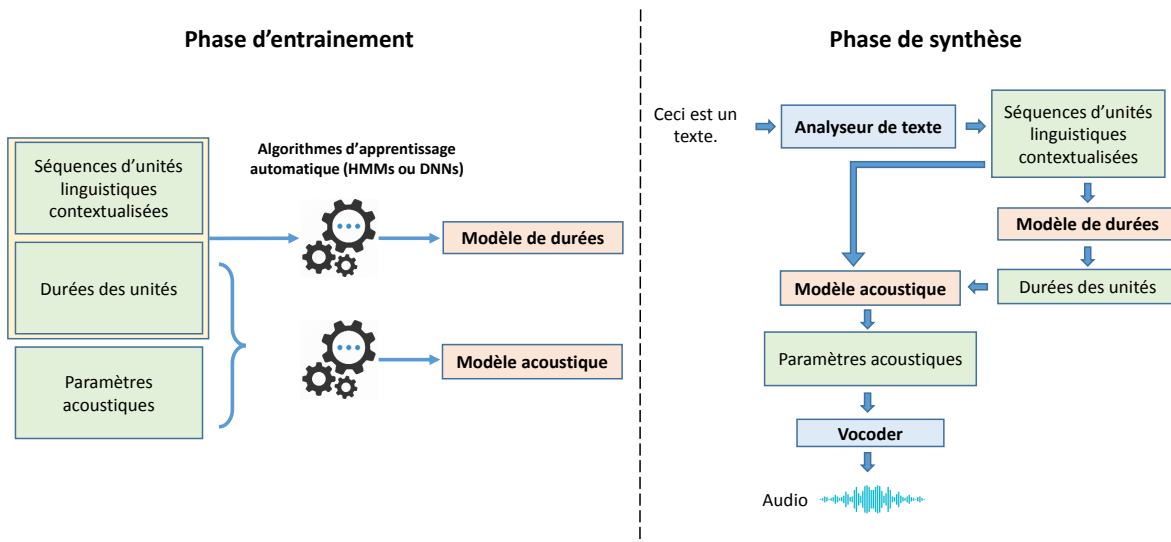 Phase d'entrainement
Séquences d'unités
linguistiques
contextualisées
Durées des unités
Paramètres
acoustiques
Algorithmes d'apprentissage
automatique (HMMs ou DNNs)
Modèle de durées
Modèle acoustique
Phase de synthèse
Ceci est un
texte.
Analyseur de texte
Séquences d'unités
linguistiques
contextualisées
Modèle de durées
Durées des unités
Modèle acoustique
Paramètres acoustiques
Vocoder
Audio